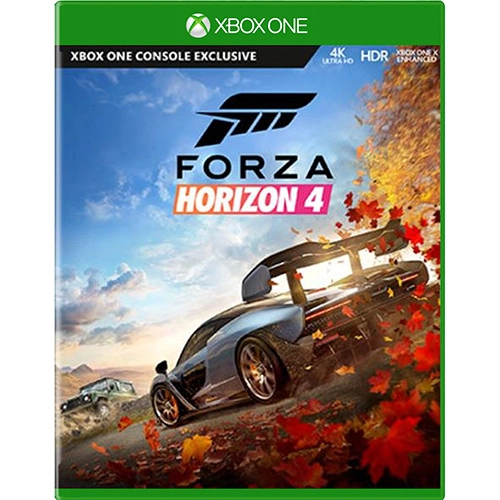 XBOX ONE
XBOX ONE CONSOLE EXCLUSIVE
4K
ULTRA HD
HDR
XBOX ONE X
ENHANCED
FORZA
HORIZON 4